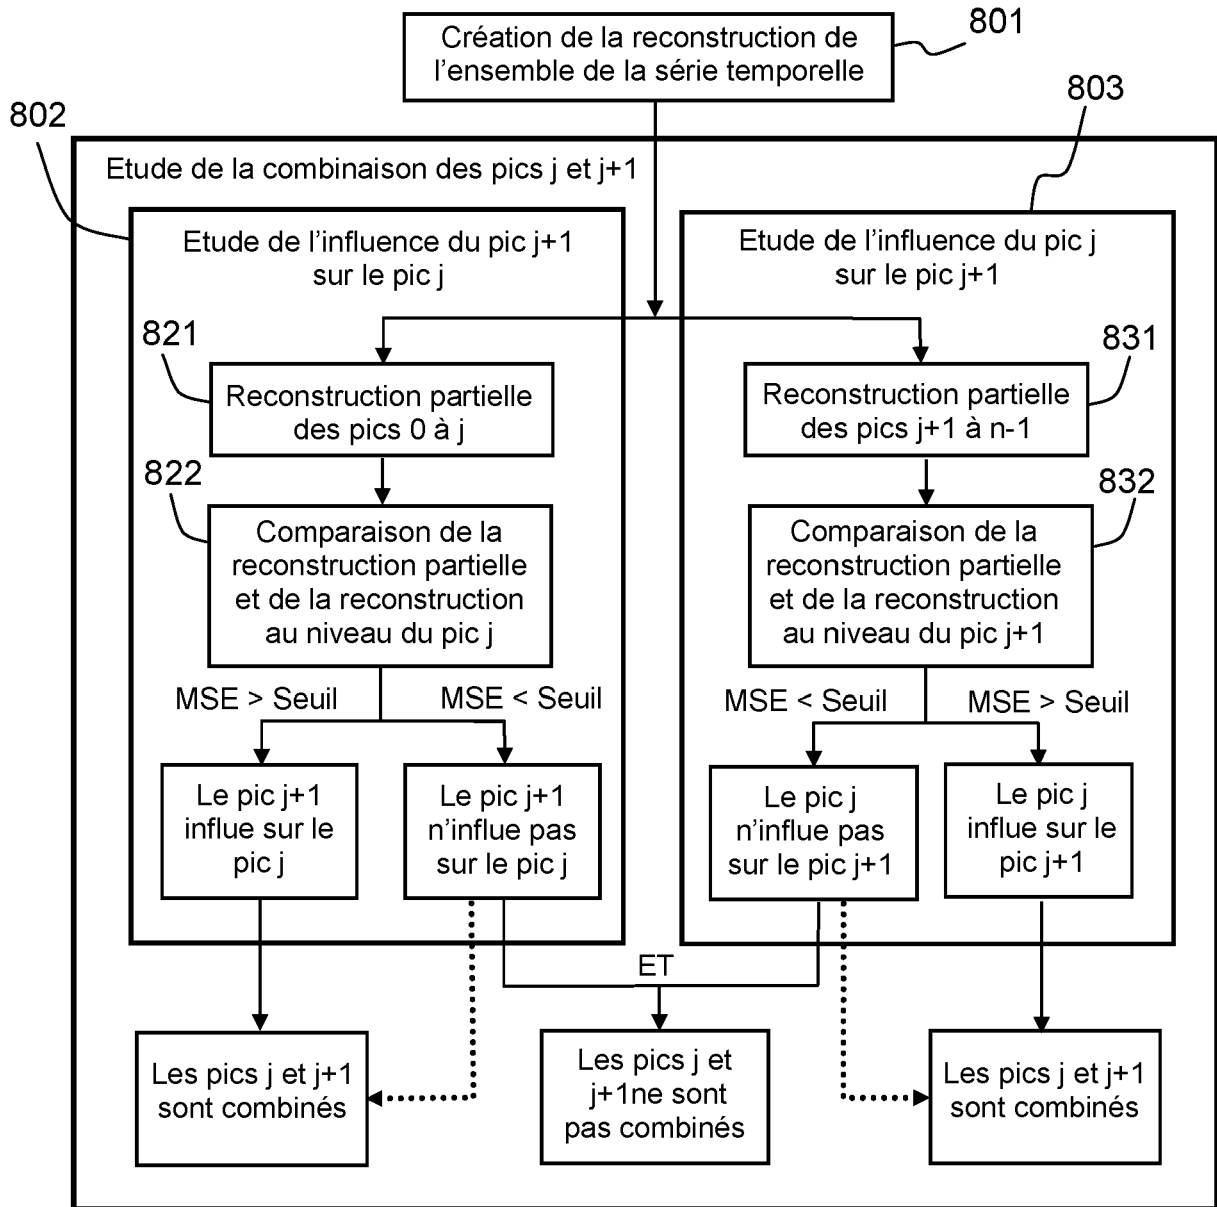 Création de la reconstruction de
l'ensemble de la série temporelle
801
802
803
Etude de la combinaison des pics j et j+1
Etude de l'influence du pic j+1
sur le pic j
Etude de l'influence du pic j
sur le pic j+1
821
831
Reconstruction partielle
des pics 0 à j
Reconstruction partielle
des pics j+1 à n-1
822
832
Comparaison de la
reconstruction partielle
et de la reconstruction
au niveau du pic j
Comparaison de la
reconstruction partielle
et de la reconstruction
au niveau du pic j+1
MSE > Seuil
MSE < Seuil
MSE < Seuil
MSE > Seuil
Le pic j+1
influe sur le
pic j
Le pic j+1
n'influe pas
sur le pic j
Le pic j
n'influe pas
sur le pic j+1
Le pic j
influe sur le
pic j+1
ET
Les pics j et j+1
sont combinés
Les pics j et
j+1ne sont
pas combinés
Les pics j et j+1
sont combinés